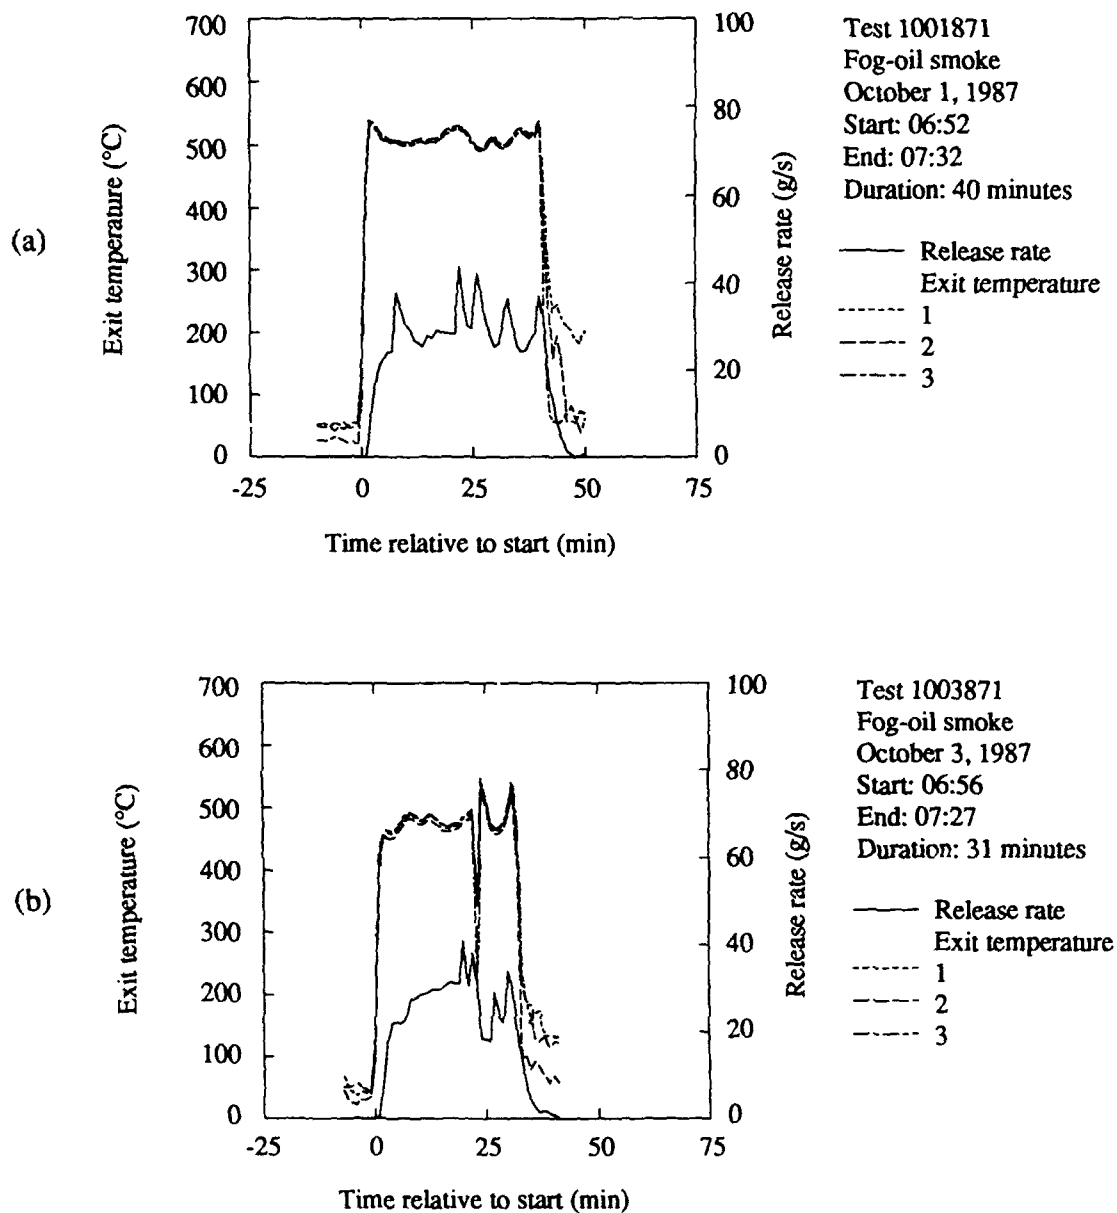 (a)
Exit temperature (°C)
700
600
500
400
300
200
100
0
-25
0
25
50
75
Time relative to start (min)
100
80
60
40
20
0
Release rate (g/s)
Test 1001871
Fog-oil smoke
October 1, 1987
Start: 06:52
End: 07:32
Duration: 40 minutes
Release rate
Exit temperature
1
2
3
(b)
Exit temperature (°C)
700
600
500
400
300
200
100
0
-25
0
25
50
75
Time relative to start (min)
100
80
60
40
20
0
Release rate (g/s)
Test 1003871
Fog-oil smoke
October 3, 1987
Start: 06:56
End: 07:27
Duration: 31 minutes
Release rate
Exit temperature
1
2
3